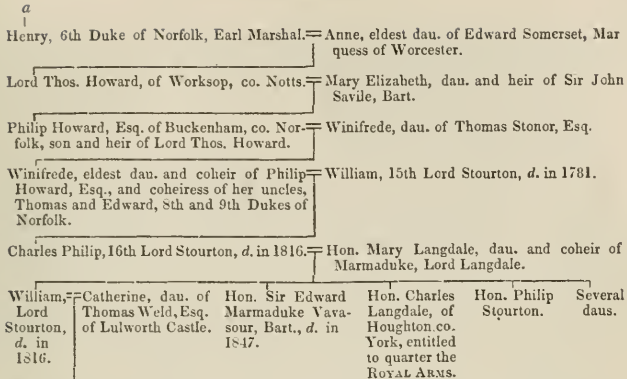 a
Henry, 6th Duke of Norfolk, Earl Marshal. = Anne, eldest dau. of Edward Somerset, Mar
quess of Worcester.
Lord Thos. Howard, of Worksop, co. Notts. = Mary Elizabeth, dau. and heir of Sir John
Savile, Bart.
Philip Howard, Esq. of Buckenham, co. Nor- = Winifrede, dau. of Thomas Stonor, Esq.
folk, son and heir of Lord Thos. Howard.
Winifrede, eldest dau. and coheir of Philip = William, 15th Lord Stourton, d. in 1781.
Howard, Esq., and coheiress of her uncles,
Thomas and Edward, 8th and 9th Dukes of
Norfolk.
Charles Philip, 16th Lord Stourton, d. in 1816. = Hon. Mary Langdale, dau. and coheir of
Marmaduke, Lord Langdale.
William, = 
Lord
Stourton,
d. in
1816.
Catherine, dau. of
Thomas Weld, Esq.
of Lulworth Castle.
Hon. Sir Edward
Marmaduke Vava-
sour, Bart., d. in
1847.
Hon. Charles
Langdale, of
Houghton. co.
York, entitled
to quarter the
ROYAL ARMS.
Hon. Philip
Stourton.
Several
daus.